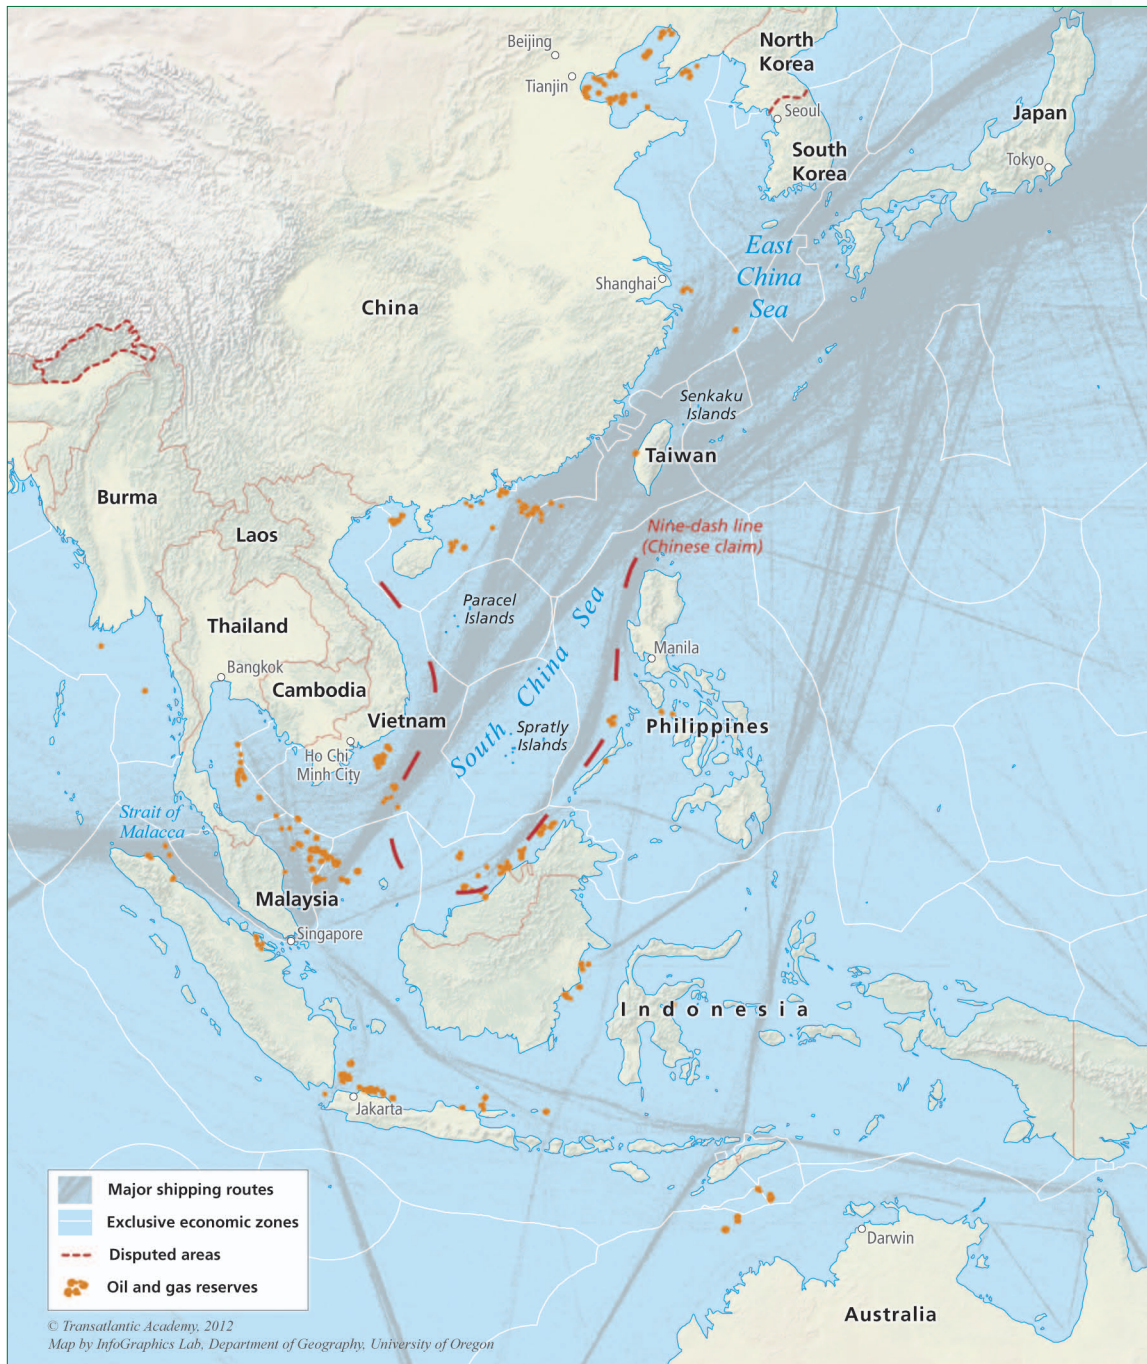 Beijing
Tianjin
North
Korea
Seoul
South
Korea
Japan
Tokyo
East
China
Sea
Shanghai
China
Senkaku
Islands
Taiwan
Burma
Laos
Nine-dash line
(Chinese claim)
Paracel
Islands
Thailand
Bangkok
Cambodia
Vietnam
Ho Chi
Minh City
South China Sea
Spratly
Islands
Manila
Philippines
Strait of
Malacca
Malaysia
Singapore
Indonesia
Jakarta
Darwin
Australia
Major shipping routes
Exclusive economic zones
Disputed areas
Oil and gas reserves
© Transatlantic Academy, 2012
Map by InfoGraphics Lab, Department of Geography, University of Oregon